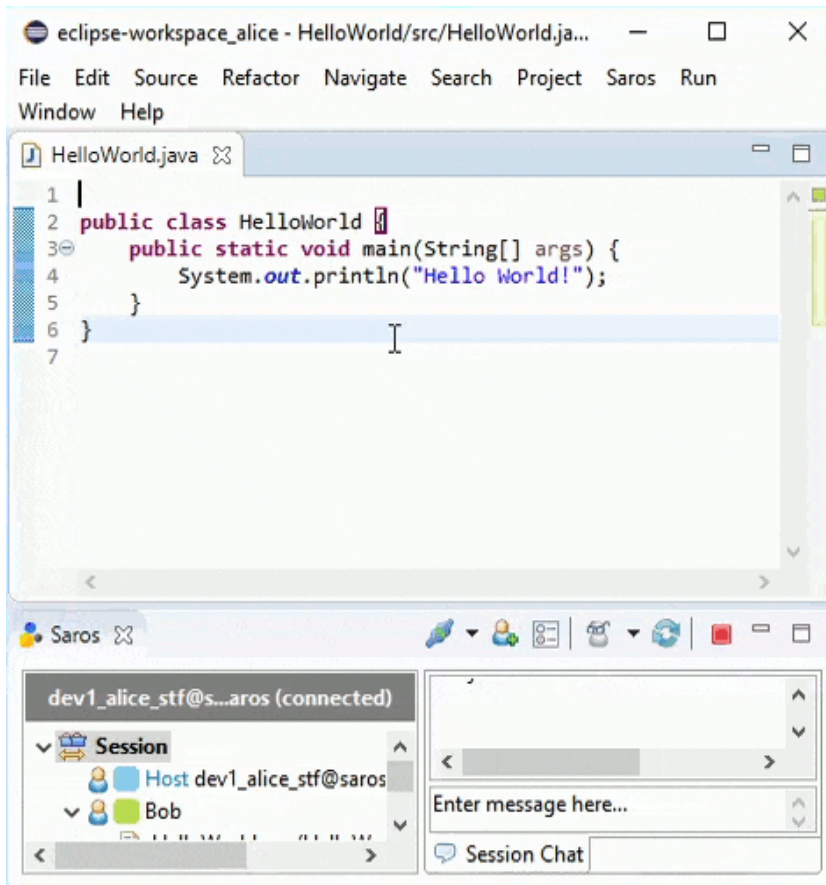 eclipse-workspace_alice - HelloWorld/src/HelloWorld.ja...
File Edit Source Refactor Navigate Search Project Saros Run
Window Help
HelloWorld.java
1
2 public class HelloWorld {
3 public static void main(String[] args) {
4 System.out.println("Hello World!");
5 }
6 }
7
Saros
dev1_alice_stf@s...aros (connected)
Session
Host dev1_alice_stf@saros
Bob
Enter message here...
Session Chat